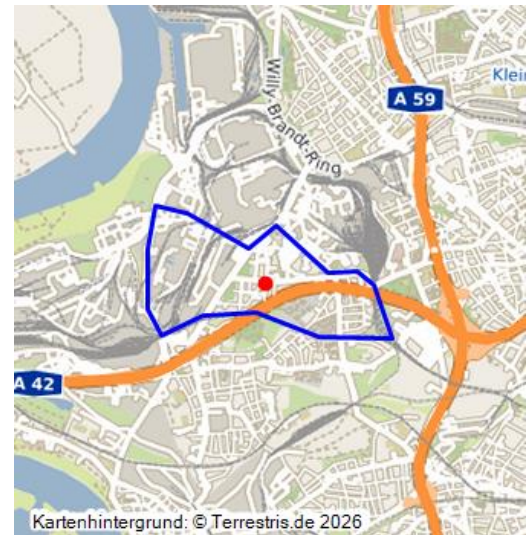 Klein
A 59
Willy-Brandt-Ring
A 42
Kartenhintergrund: © Terrestris.de 2026